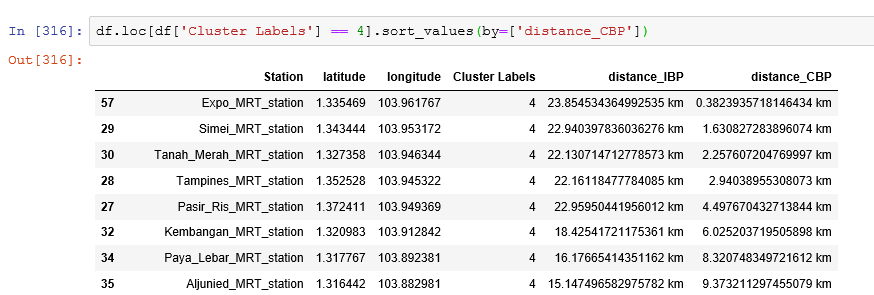 In [316]: df.loc[df['Cluster Labels'] == 4].sort_values(by=['distance_CBP'])
Out[316]:
Station latitude longitude Cluster Labels distance_IBP distance_CBP
57 Expo_MRT_station 1.335469 103.961767 4 23.854534364992535 km 0.3823935718146434 km
29 Simei_MRT_station 1.343444 103.953172 4 22.940397836036276 km 1.630827283896074 km
30 Tanah_Merah_MRT_station 1.327358 103.946344 4 22.130714712778573 km 2.257607204769997 km
28 Tampines_MRT_station 1.352528 103.945322 4 22.16118477784085 km 2.94038955308073 km
27 Pasir_Ris_MRT_station 1.372411 103.949369 4 22.95950441956012 km 4.497670432713844 km
32 Kembangan_MRT_station 1.320983 103.912842 4 18.42541721175361 km 6.025203719505898 km
34 Paya_Lebar_MRT_station 1.317767 103.892381 4 16.17665414351162 km 8.320748349721612 km
35 Aljunied_MRT_station 1.316442 103.882981 4 15.147496582975782 km 9.373211297455079 km